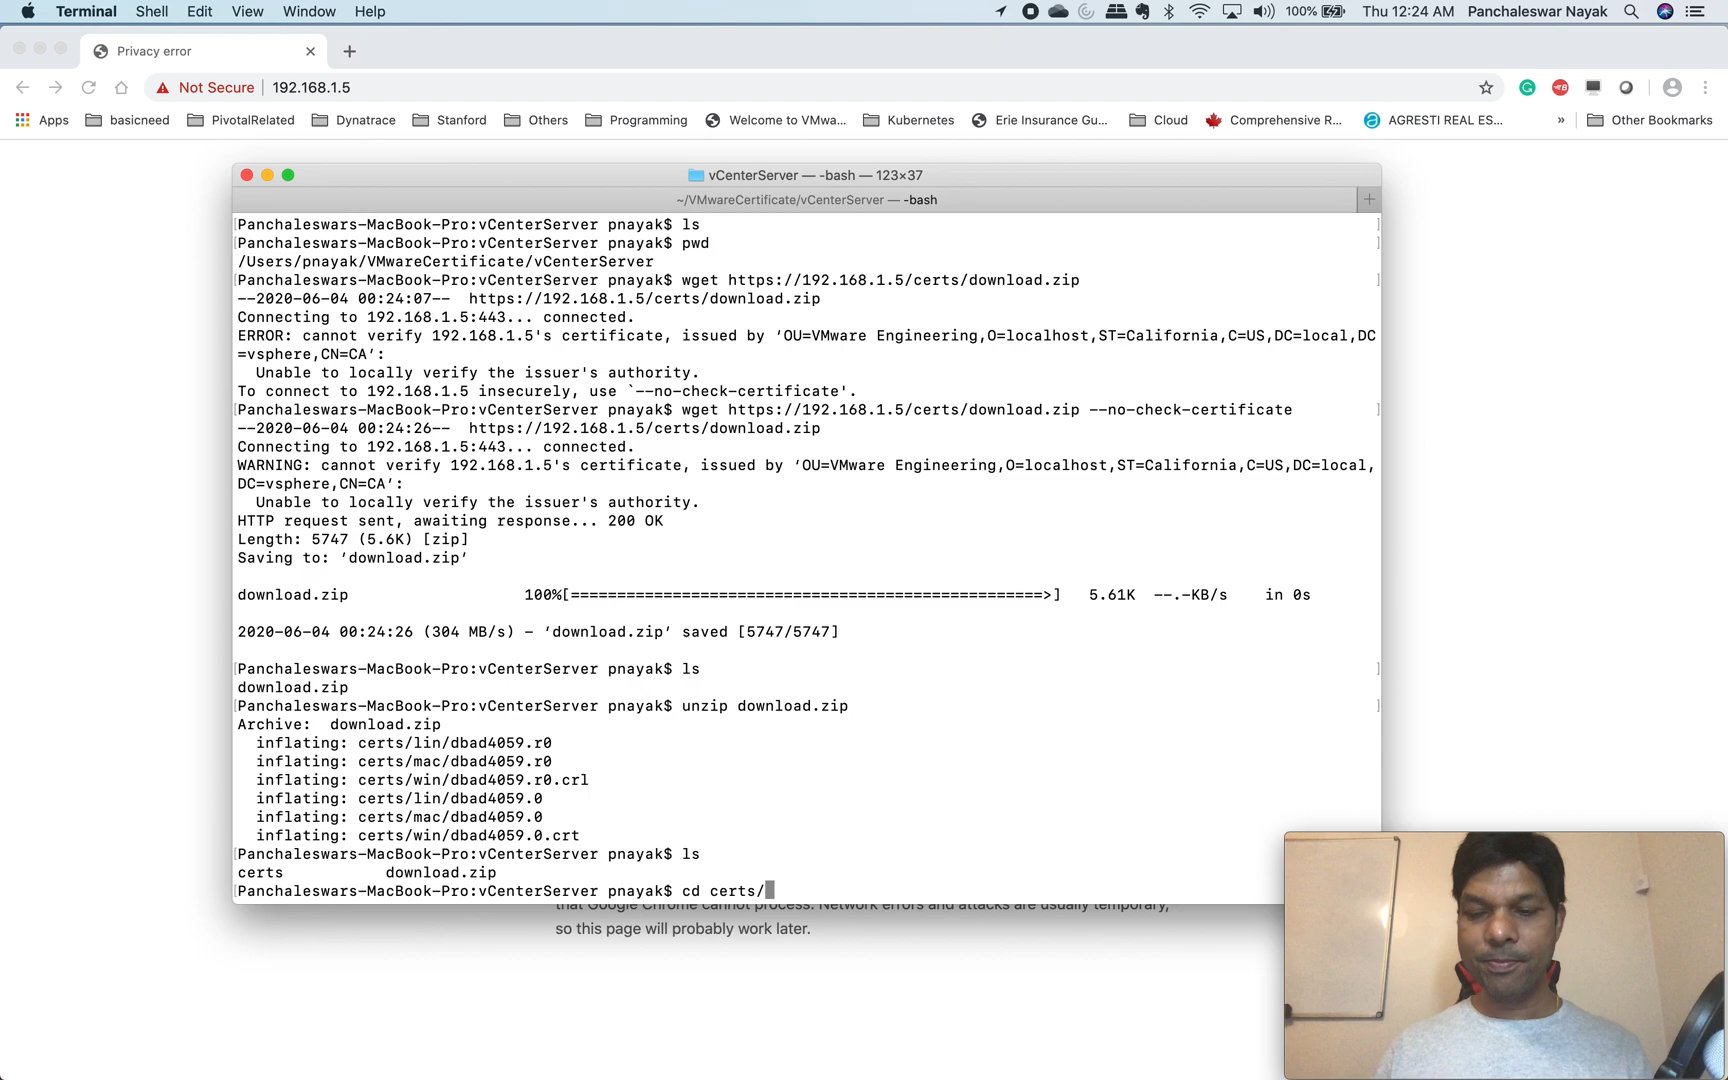 Terminal Shell Edit View Window Help 100% Thu 12:24 AM Panchaleswar Nayak
Privacy error
Not Secure 192.168.1.5
Apps basicneed PivotalRelated Dynatrace Stanford Others Programming Welcome to VMwa... Kubernetes Erie Insurance Gu... Cloud Comprehensive R... AGRESTI REAL ES... » Other Bookmarks
vCenterServer — -bash — 123×37
~/VMwareCertificate/vCenterServer — -bash
[Panchaleswars-MacBook-Pro:vCenterServer pnayak$ ls ]
[Panchaleswars-MacBook-Pro:vCenterServer pnayak$ pwd ]
/Users/pnayak/VMwareCertificate/vCenterServer
[Panchaleswars-MacBook-Pro:vCenterServer pnayak$ wget https://192.168.1.5/certs/download.zip ]
--2020-06-04 00:24:07-- https://192.168.1.5/certs/download.zip
Connecting to 192.168.1.5:443... connected.
ERROR: cannot verify 192.168.1.5's certificate, issued by ‘OU=VMware Engineering,O=localhost,ST=California,C=US,DC=local,DC
=vsphere,CN=CA’:
Unable to locally verify the issuer's authority.
To connect to 192.168.1.5 insecurely, use `--no-check-certificate'.
[Panchaleswars-MacBook-Pro:vCenterServer pnayak$ wget https://192.168.1.5/certs/download.zip --no-check-certificate ]
--2020-06-04 00:24:26-- https://192.168.1.5/certs/download.zip
Connecting to 192.168.1.5:443... connected.
WARNING: cannot verify 192.168.1.5's certificate, issued by ‘OU=VMware Engineering,O=localhost,ST=California,C=US,DC=local,
DC=vsphere,CN=CA’:
Unable to locally verify the issuer's authority.
HTTP request sent, awaiting response... 200 OK
Length: 5747 (5.6K) [zip]
Saving to: ‘download.zip’
download.zip 100%[===================================================>] 5.61K --.-KB/s in 0s
2020-06-04 00:24:26 (304 MB/s) - ‘download.zip’ saved [5747/5747]
[Panchaleswars-MacBook-Pro:vCenterServer pnayak$ ls ]
download.zip
[Panchaleswars-MacBook-Pro:vCenterServer pnayak$ unzip download.zip ]
Archive: download.zip
inflating: certs/lin/dbad4059.r0
inflating: certs/mac/dbad4059.r0
inflating: certs/win/dbad4059.r0.crl
inflating: certs/lin/dbad4059.0
inflating: certs/mac/dbad4059.0
inflating: certs/win/dbad4059.0.crt
[Panchaleswars-MacBook-Pro:vCenterServer pnayak$ ls
certs download.zip
Panchaleswars-MacBook-Pro:vCenterServer pnayak$ cd certs/
that Google Chrome cannot process. Network errors and attacks are usually temporary,
so this page will probably work later.